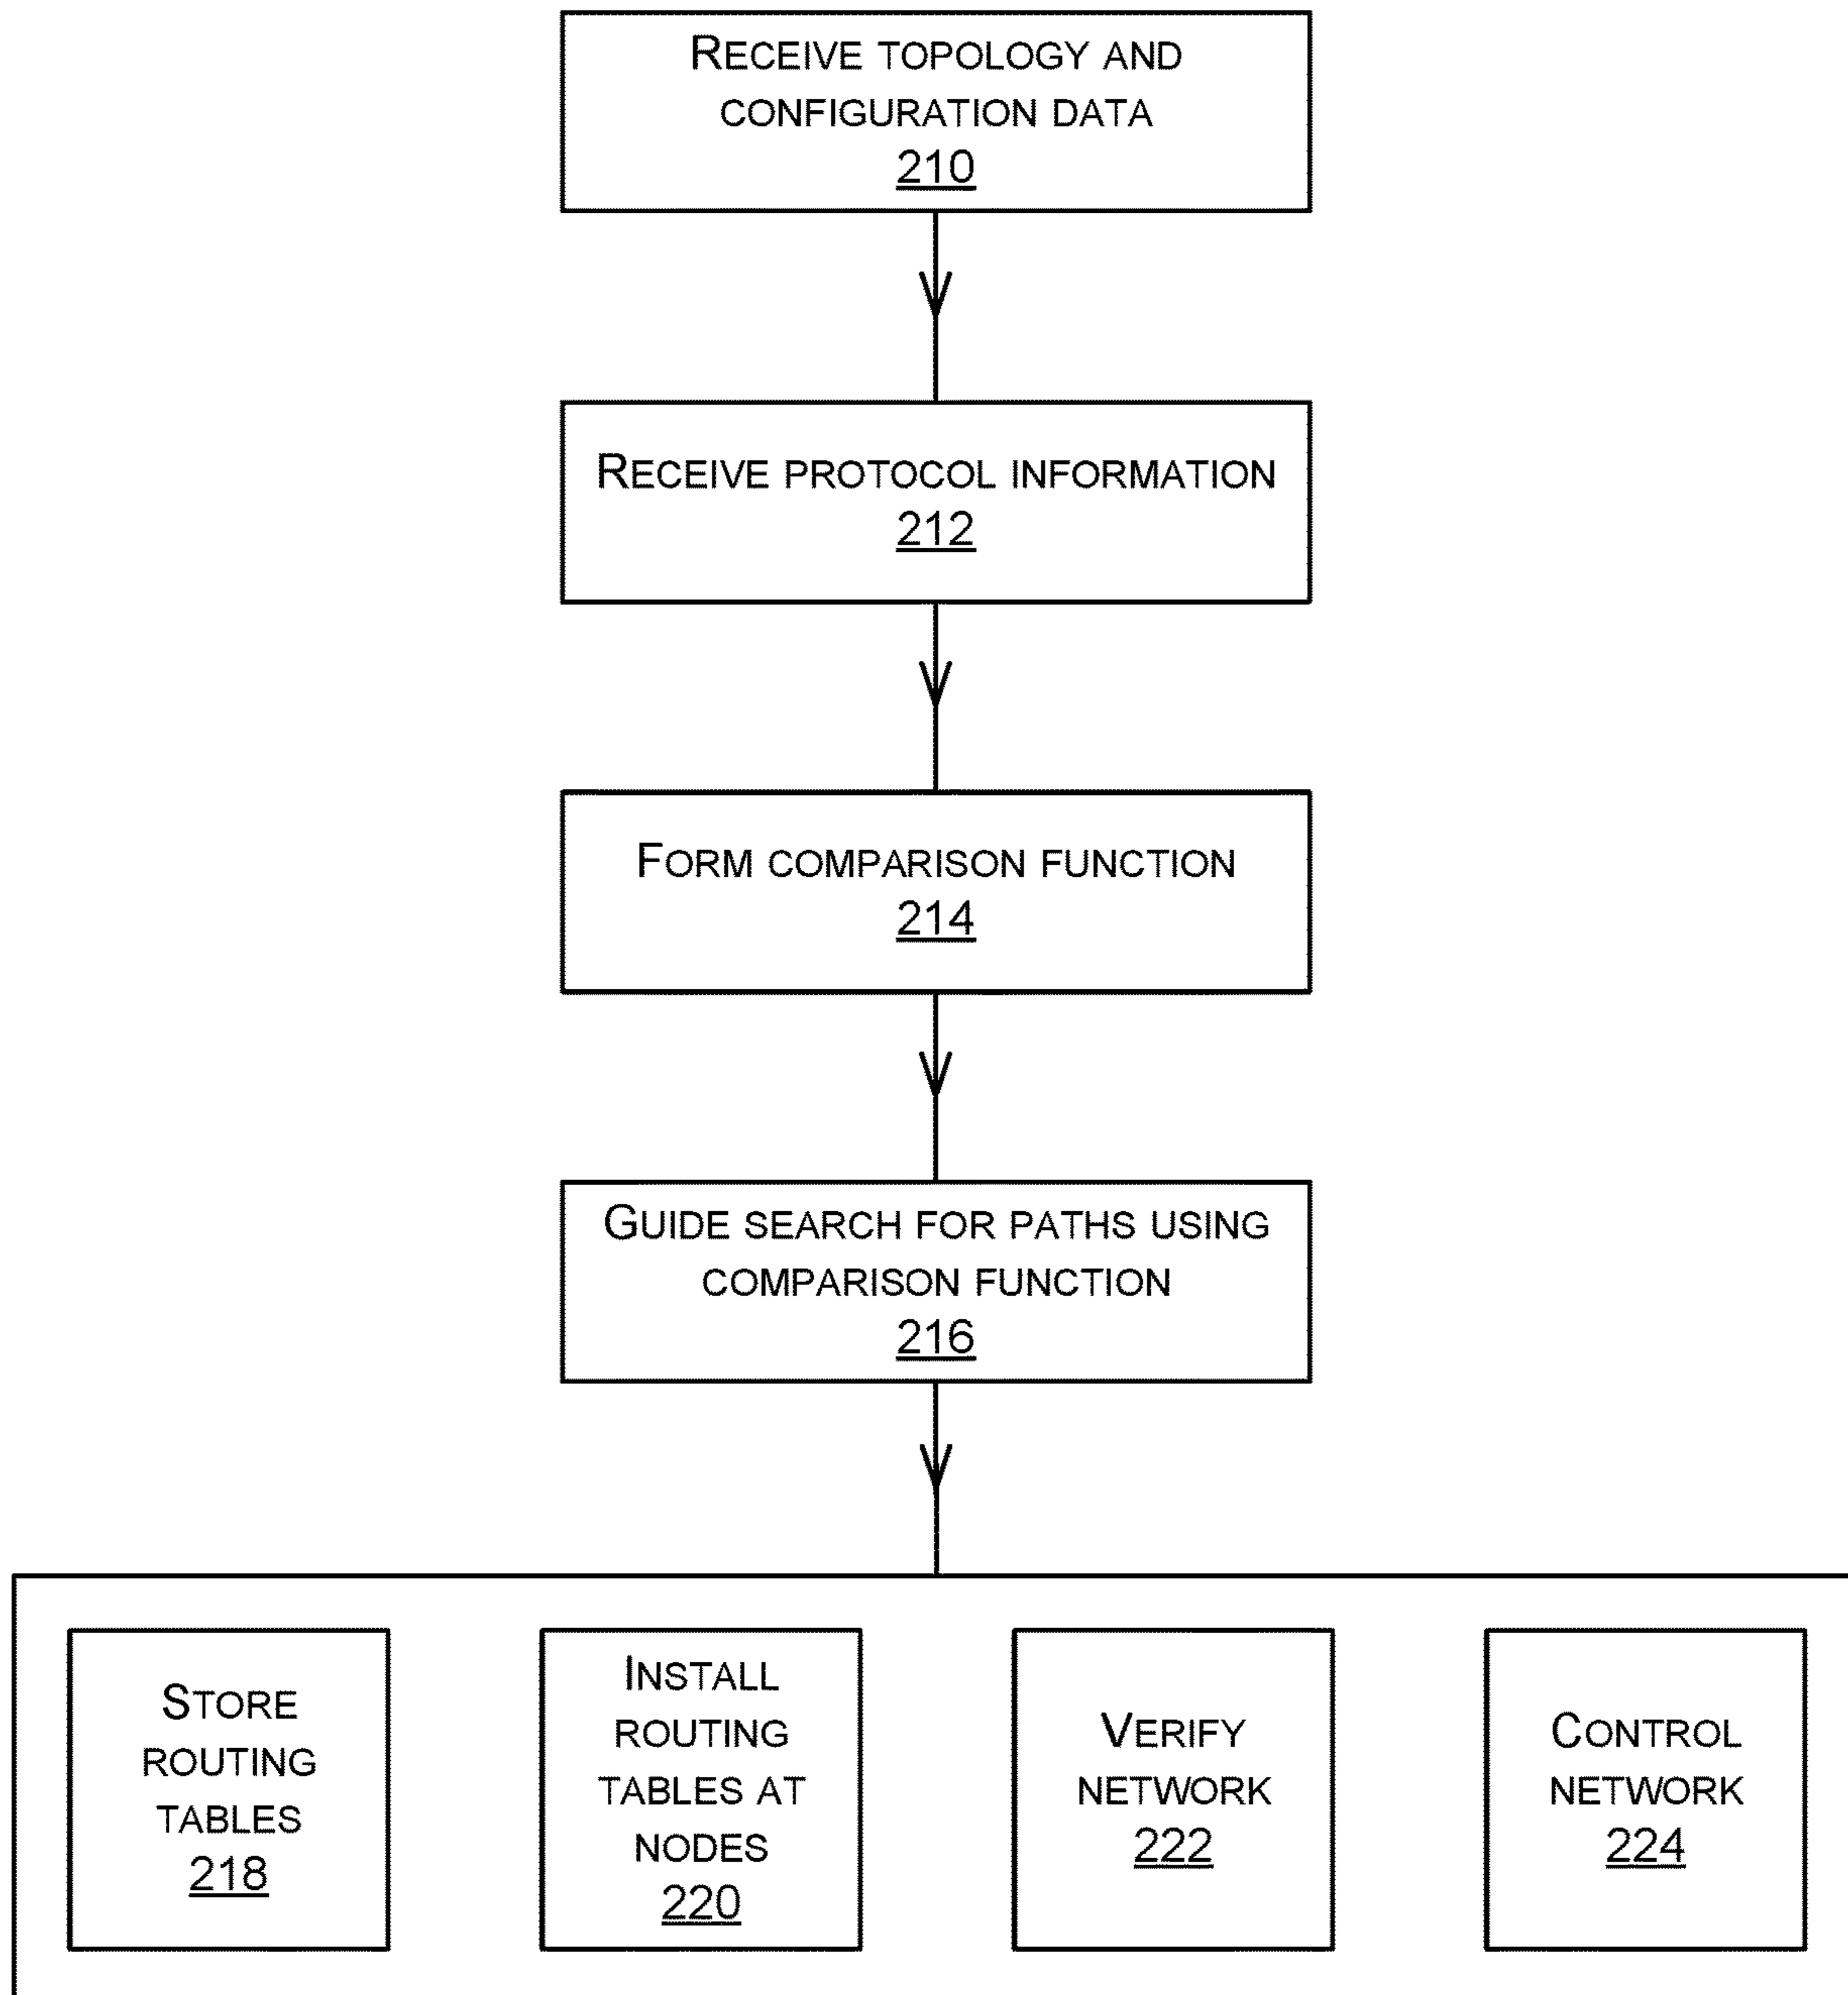 Receive topology and
configuration data
210
Receive protocol information
212
Form comparison function
214
Guide search for paths using
comparison function
216
Store
routing
tables
218
Install
routing
tables at
nodes
220
Verify
network
222
Control
network
224